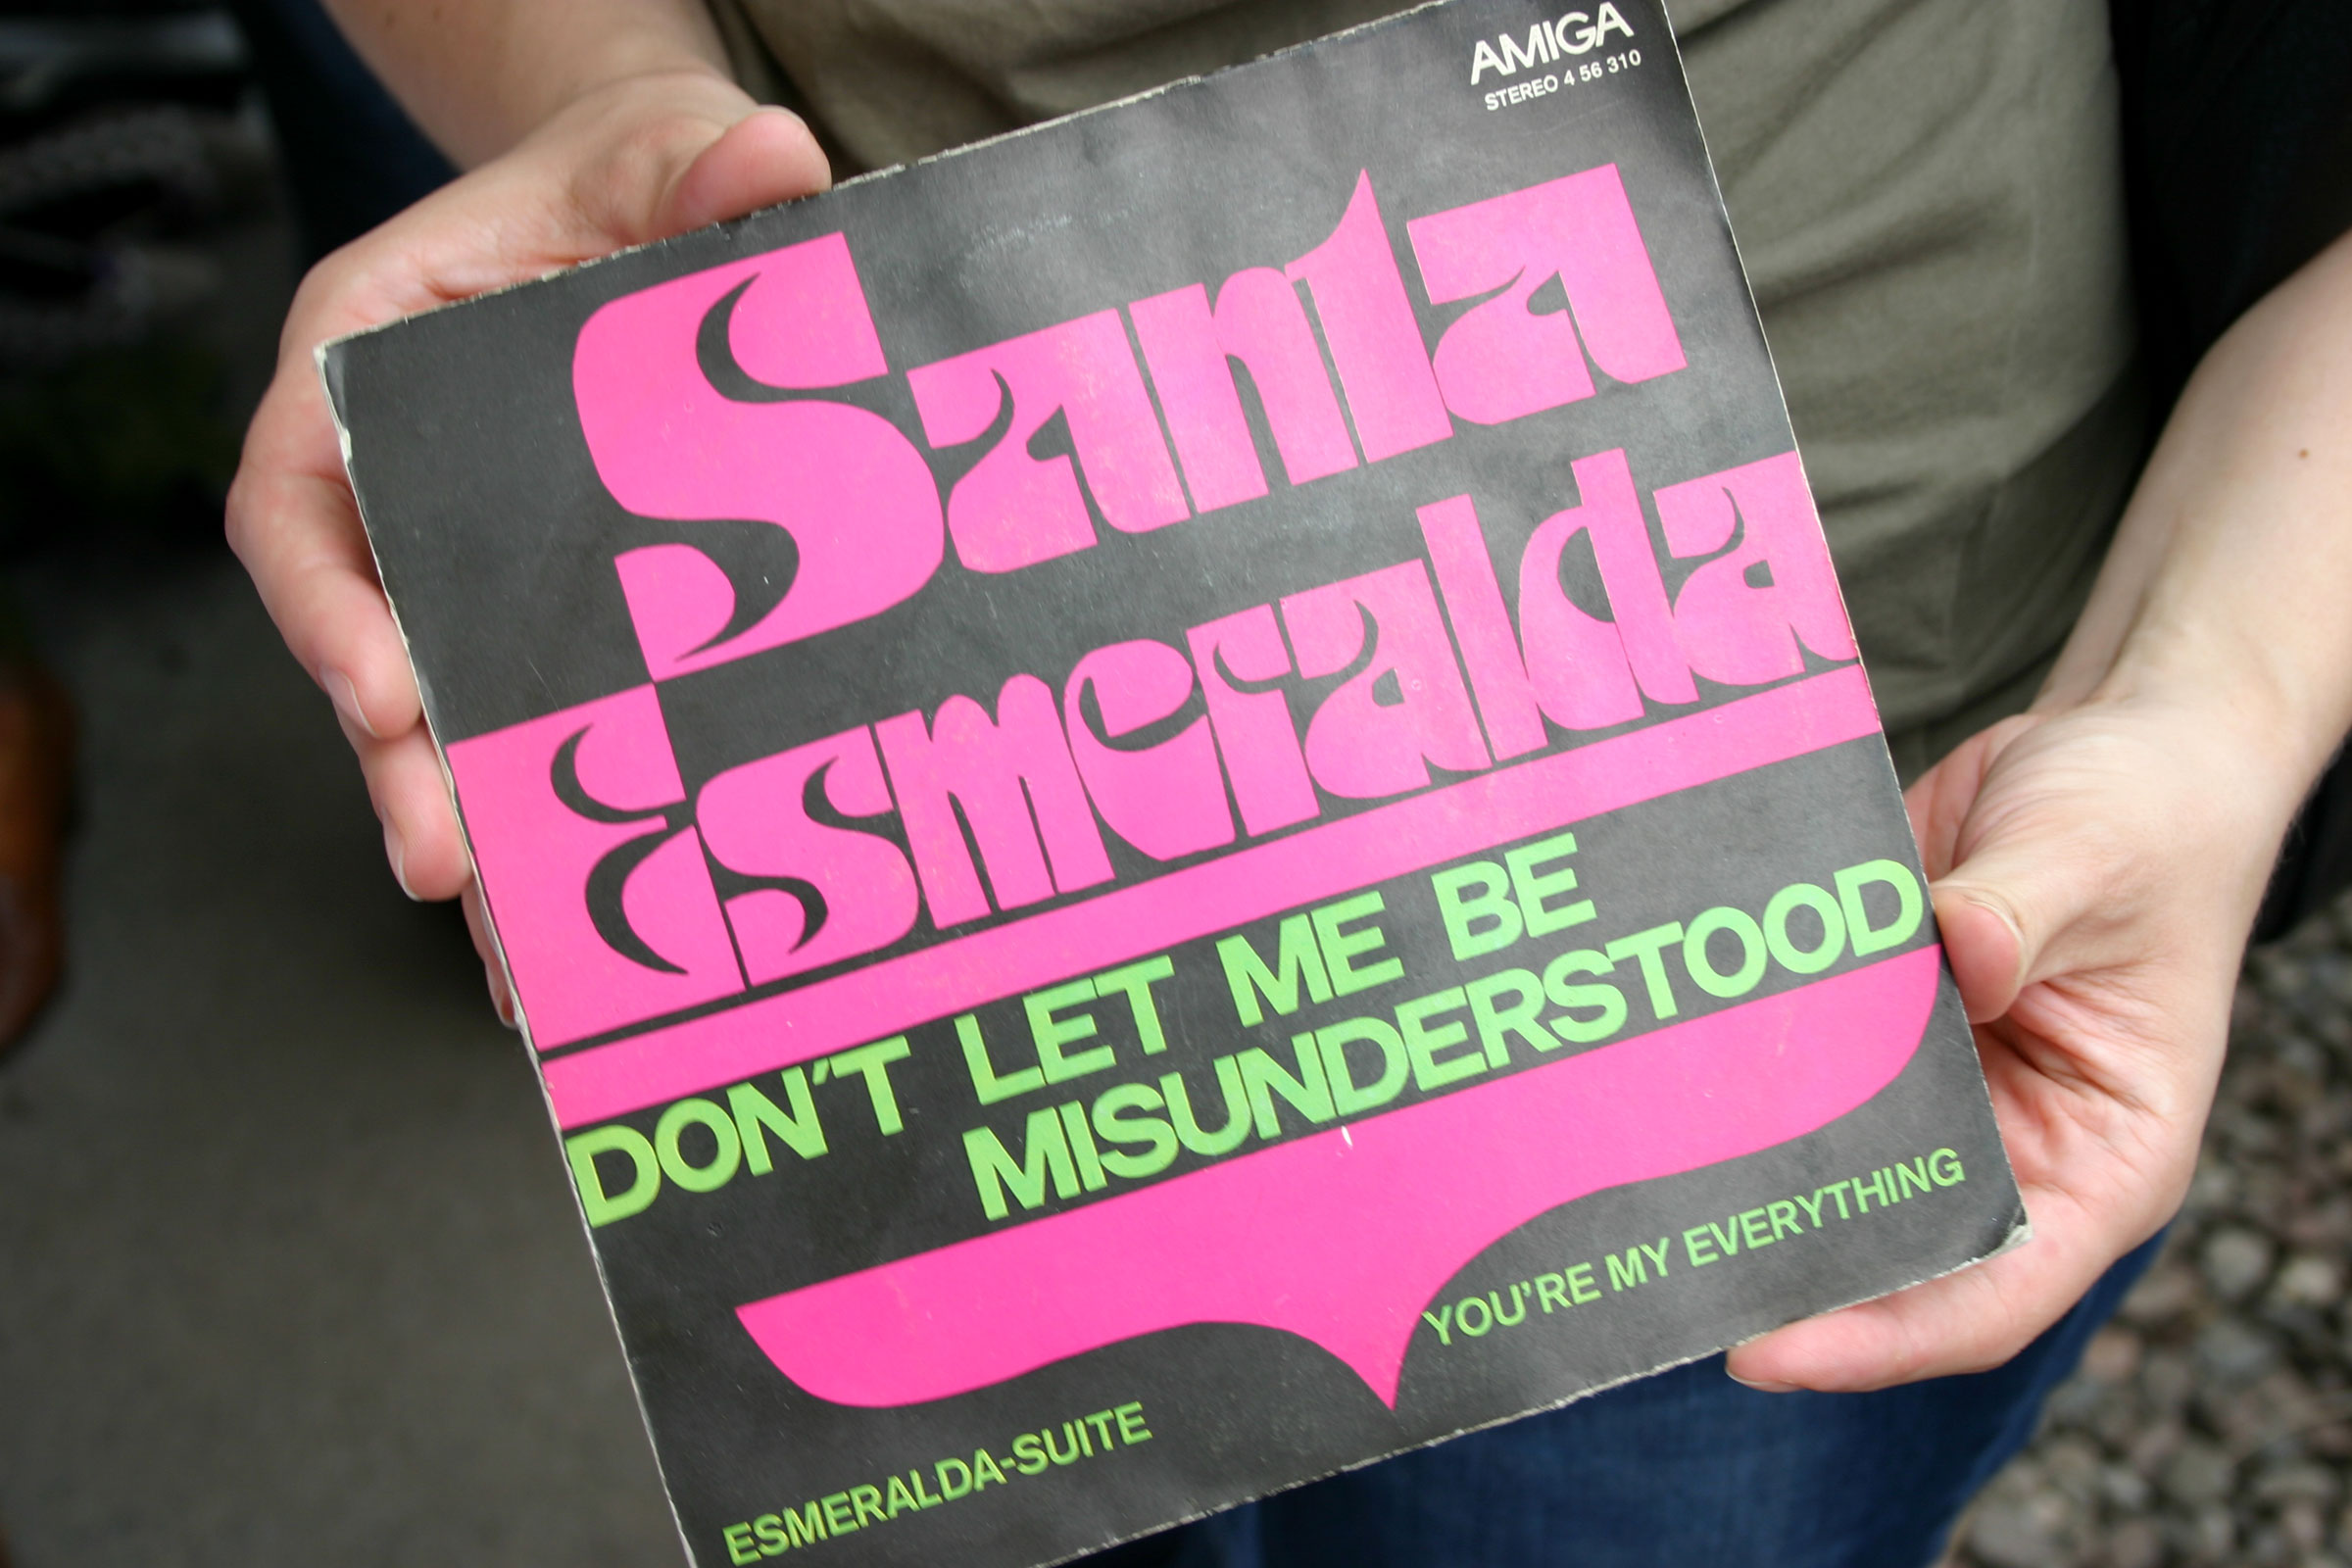 AMIGA
STEREO 4 56 310
Santa
Esmeralda
DON'T LET ME BE
MISUNDERSTOOD
YOU'RE MY EVERYTHING
ESMERALDA-SUITE